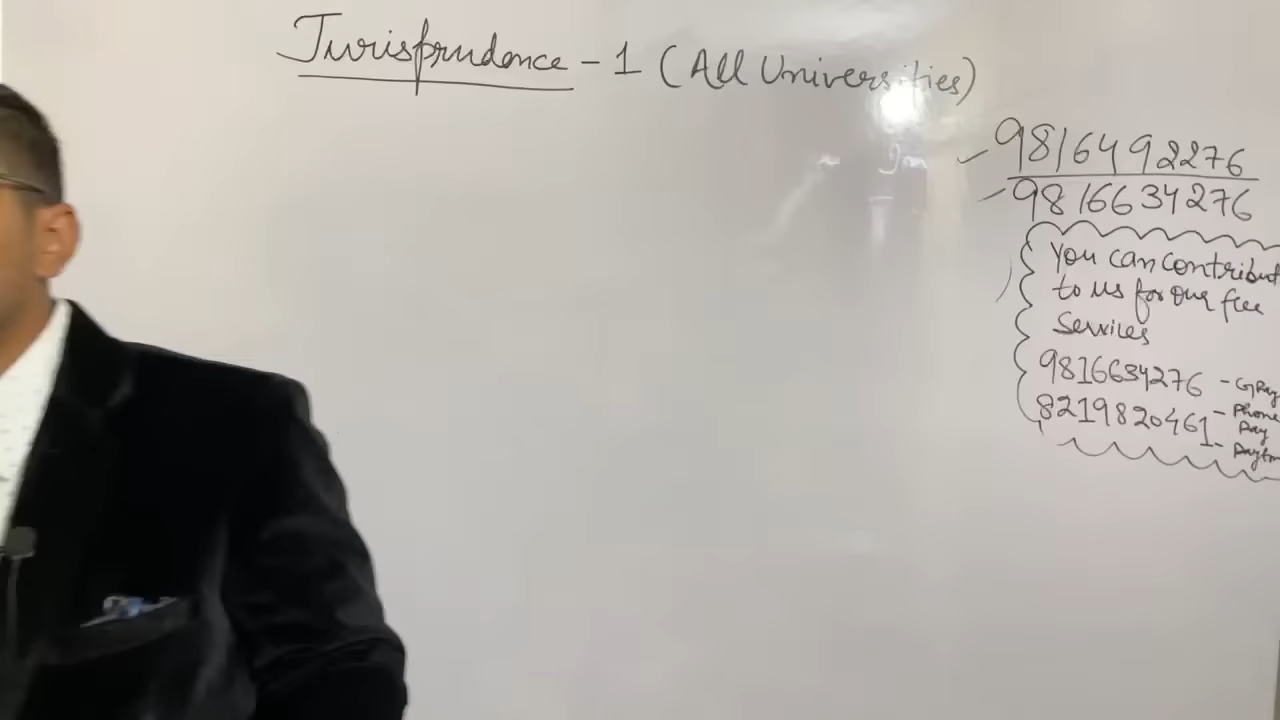 Jurisprudence - 1 (All Universities)
9816492276
9816634276
You can contribut
to us for our free
Services
9816634276 - GPay
8219820461 - Phone
Pay
- Paytm